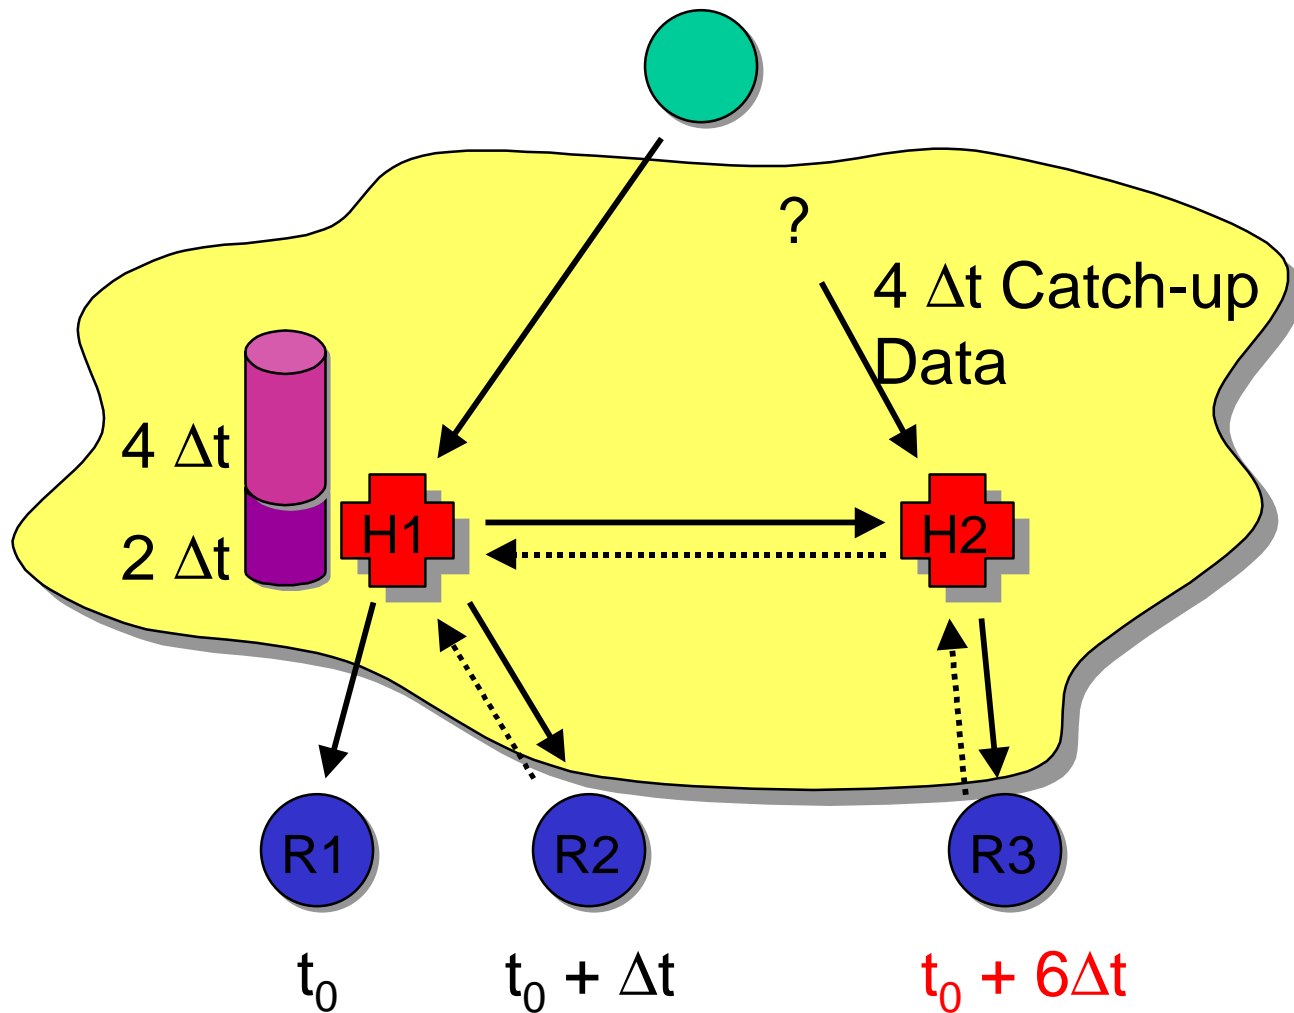 ?
4 Δt Catch-up
Data
4 Δt
2 Δt
H1
H2
R1
R2
R3
t₀
t₀ + Δt
t₀ + 6Δt